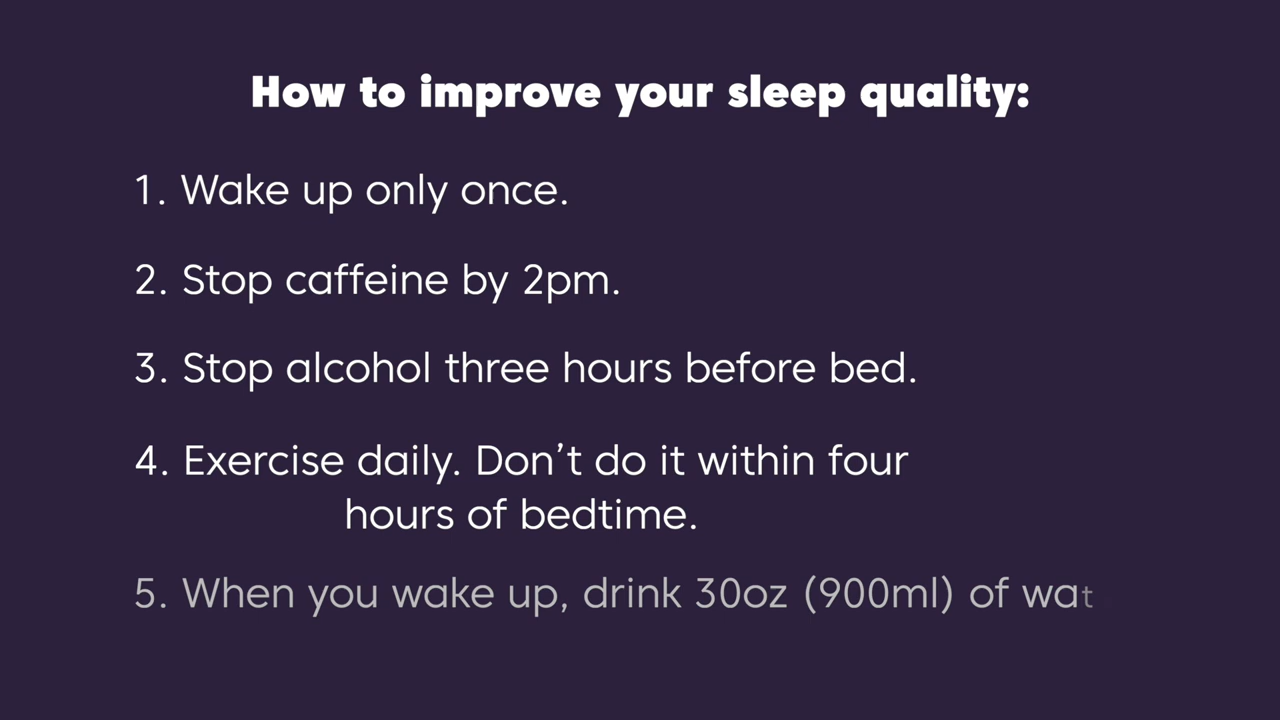 How to improve your sleep quality:
1. Wake up only once.
2. Stop caffeine by 2pm.
3. Stop alcohol three hours before bed.
4. Exercise daily. Don’t do it within four
hours of bedtime.
5. When you wake up, drink 30oz (900ml) of wat